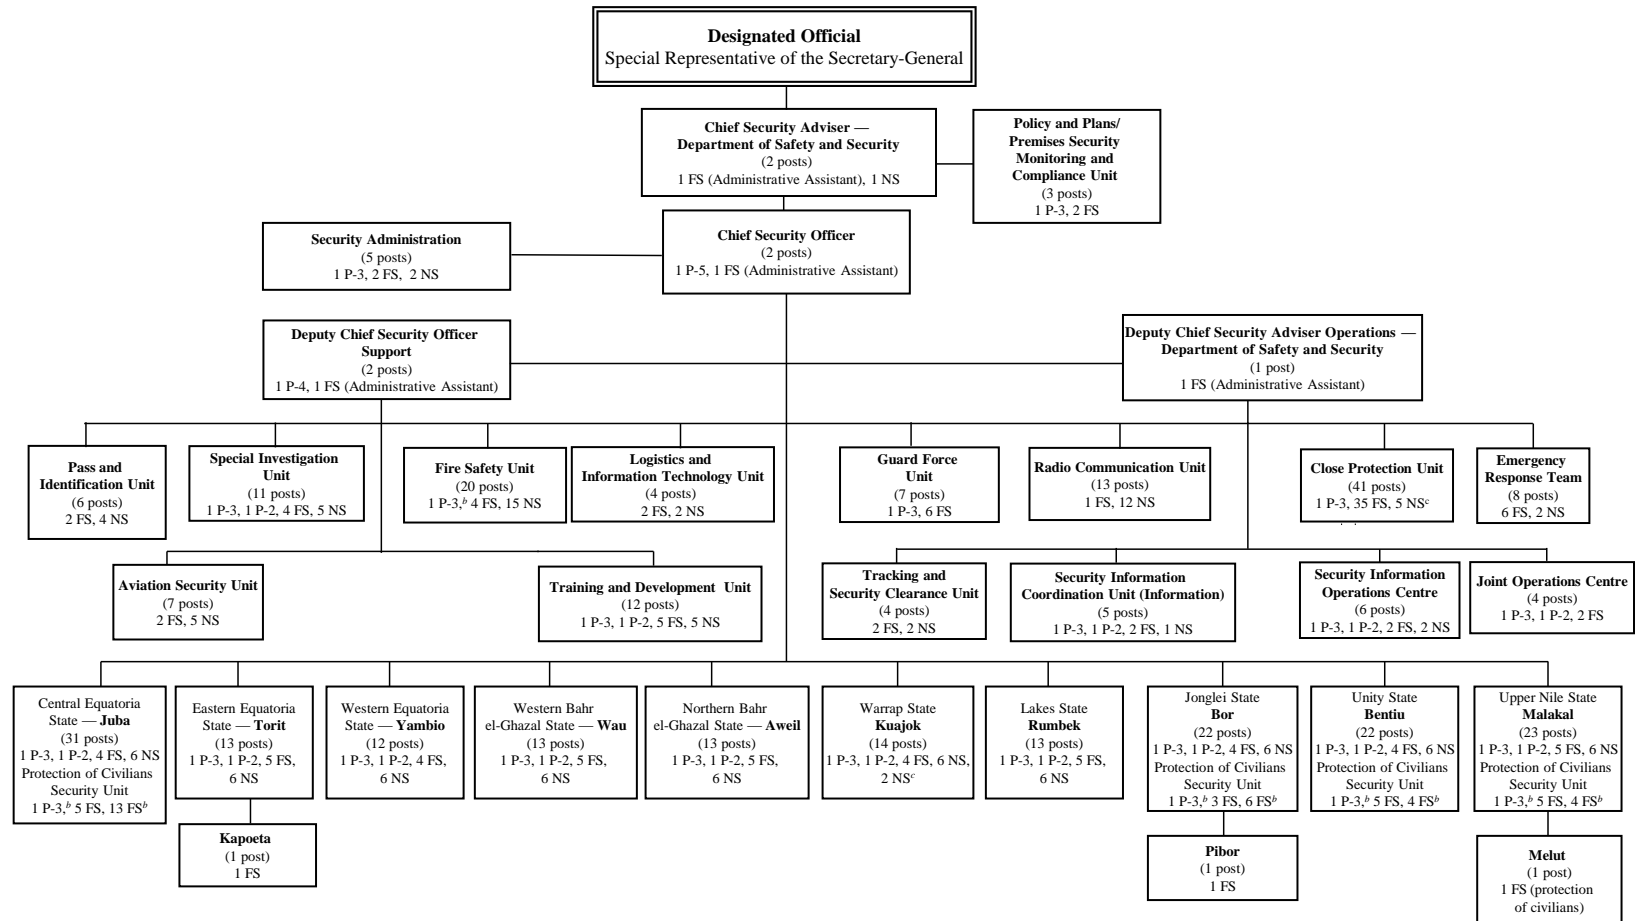 Designated Official
Special Representative of the Secretary-General
Chief Security Adviser —
Department of Safety and Security
(2 posts)
1 FS (Administrative Assistant), 1 NS
Policy and Plans/
Premises Security
Monitoring and
Compliance Unit
(3 posts)
1 P-3, 2 FS
Security Administration
(5 posts)
1 P-3, 2 FS, 2 NS
Chief Security Officer
(2 posts)
1 P-5, 1 FS (Administrative Assistant)
Deputy Chief Security Officer
Support
(2 posts)
1 P-4, 1 FS (Administrative Assistant)
Deputy Chief Security Adviser Operations —
Department of Safety and Security
(1 post)
1 FS (Administrative Assistant)
Pass and
Identification Unit
(6 posts)
2 FS, 4 NS
Special Investigation
Unit
(11 posts)
1 P-3, 1 P-2, 4 FS, 5 NS
Fire Safety Unit
(20 posts)
1 P-3,b 4 FS, 15 NS
Logistics and
Information Technology Unit
(4 posts)
2 FS, 2 NS
Guard Force
Unit
(7 posts)
1 P-3, 6 FS
Radio Communication Unit
(13 posts)
1 FS, 12 NS
Close Protection Unit
(41 posts)
1 P-3, 35 FS, 5 NSc
Emergency
Response Team
(8 posts)
6 FS, 2 NS
Aviation Security Unit
(7 posts)
2 FS, 5 NS
Training and Development Unit
(12 posts)
1 P-3, 1 P-2, 5 FS, 5 NS
Tracking and
Security Clearance Unit
(4 posts)
2 FS, 2 NS
Security Information
Coordination Unit (Information)
(5 posts)
1 P-3, 1 P-2, 2 FS, 1 NS
Security Information
Operations Centre
(6 posts)
1 P-3, 1 P-2, 2 FS, 2 NS
Joint Operations Centre
(4 posts)
1 P-3, 1 P-2, 2 FS
Central Equatoria
State — Juba
(31 posts)
1 P-3, 1 P-2, 4 FS, 6 NS
Protection of Civilians
Security Unit
1 P-3,b 5 FS, 13 FSb
Eastern Equatoria
State — Torit
(13 posts)
1 P-3, 1 P-2, 5 FS,
6 NS
Western Equatoria
State — Yambio
(12 posts)
1 P-3, 1 P-2, 4 FS,
6 NS
Western Bahr
el-Ghazal State — Wau
(13 posts)
1 P-3, 1 P-2, 5 FS,
6 NS
Northern Bahr
el-Ghazal State — Aweil
(13 posts)
1 P-3, 1 P-2, 5 FS,
6 NS
Warrap State
Kuajok
(14 posts)
1 P-3, 1 P-2, 4 FS, 6 NS,
2 NSc
Lakes State
Rumbek
(13 posts)
1 P-3, 1 P-2, 5 FS,
6 NS
Jonglei State
Bor
(22 posts)
1 P-3, 1 P-2, 4 FS, 6 NS
Protection of Civilians
Security Unit
1 P-3,b 3 FS, 6 FSb
Unity State
Bentiu
(22 posts)
1 P-3, 1 P-2, 4 FS, 6 NS
Protection of Civilians
Security Unit
1 P-3,b 5 FS, 4 FSb
Upper Nile State
Malakal
(23 posts)
1 P-3, 1 P-2, 5 FS, 6 NS
Protection of Civilians
Security Unit
1 P-3,b 5 FS, 4 FSb
Kapoeta
(1 post)
1 FS
Pibor
(1 post)
1 FS
Melut
(1 post)
1 FS (protection
of civilians)